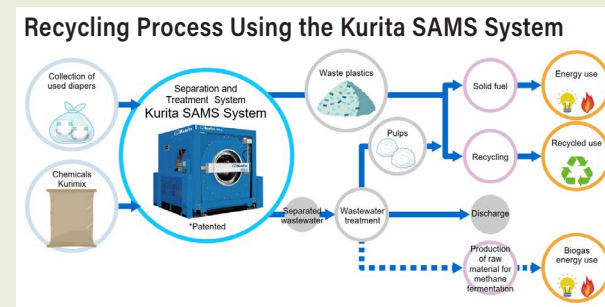 Recycling Process Using the Kurita SAMS System
Collection of
used diapers
Chemicals
Kurimix
Separation and
Treatment System
Kurita SAMS System
*Patented
Waste plastics
Pulps
Separated
wastewater
Wastewater
treatment
Solid fuel
Recycling
Discharge
Production
of raw
material for
methane
fermentation
Energy use
Recycled use
Biogas
energy use